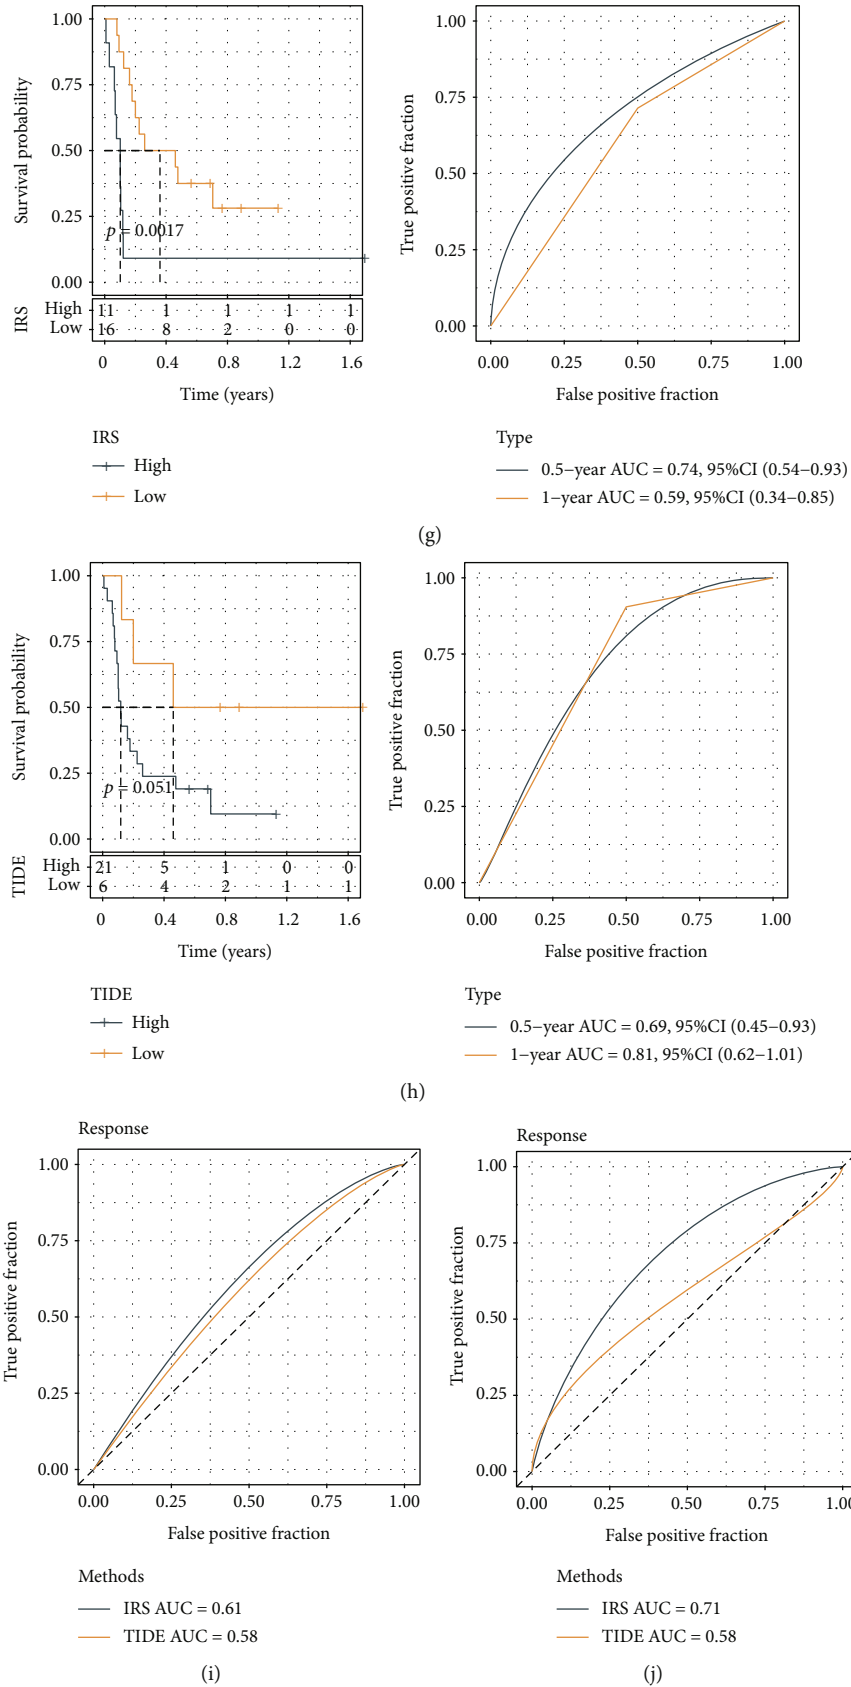 1.00
0.75
0.50
0.25
0.00
Survival probability
p = 0.0017
IRS
High 11 1 1 1 1
Low 16 8 2 0 0
0 0.4 0.8 1.2 1.6
Time (years)
IRS
High
Low
1.00
0.75
0.50
0.25
0.00
True positive fraction
0.00 0.25 0.50 0.75 1.00
False positive fraction
Type
0.5−year AUC = 0.74, 95%CI (0.54−0.93)
1−year AUC = 0.59, 95%CI (0.34−0.85)
(g)
1.00
0.75
0.50
0.25
0.00
Survival probability
p = 0.051
TIDE
High 21 5 1 0 0
Low 6 4 2 1 1
0 0.4 0.8 1.2 1.6
Time (years)
TIDE
High
Low
1.00
0.75
0.50
0.25
0.00
True positive fraction
0.00 0.25 0.50 0.75 1.00
False positive fraction
Type
0.5−year AUC = 0.69, 95%CI (0.45−0.93)
1−year AUC = 0.81, 95%CI (0.62−1.01)
(h)
Response
1.00
0.75
0.50
0.25
0.00
True positive fraction
0.00 0.25 0.50 0.75 1.00
False positive fraction
Methods
IRS AUC = 0.61
TIDE AUC = 0.58
(i)
Response
1.00
0.75
0.50
0.25
0.00
True positive fraction
0.00 0.25 0.50 0.75 1.00
False positive fraction
Methods
IRS AUC = 0.71
TIDE AUC = 0.58
(j)